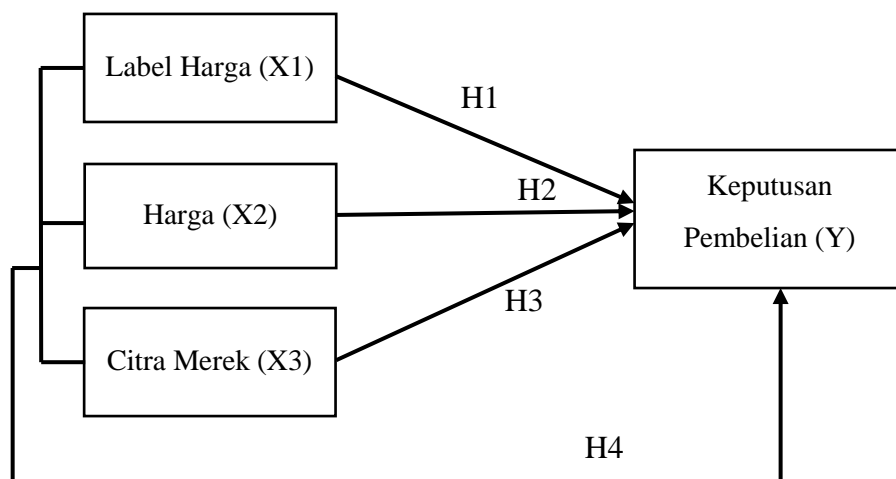 Label Harga (X1)
H1
Harga (X2)
H2
Keputusan
Pembelian (Y)
H3
Citra Merek (X3)
H4